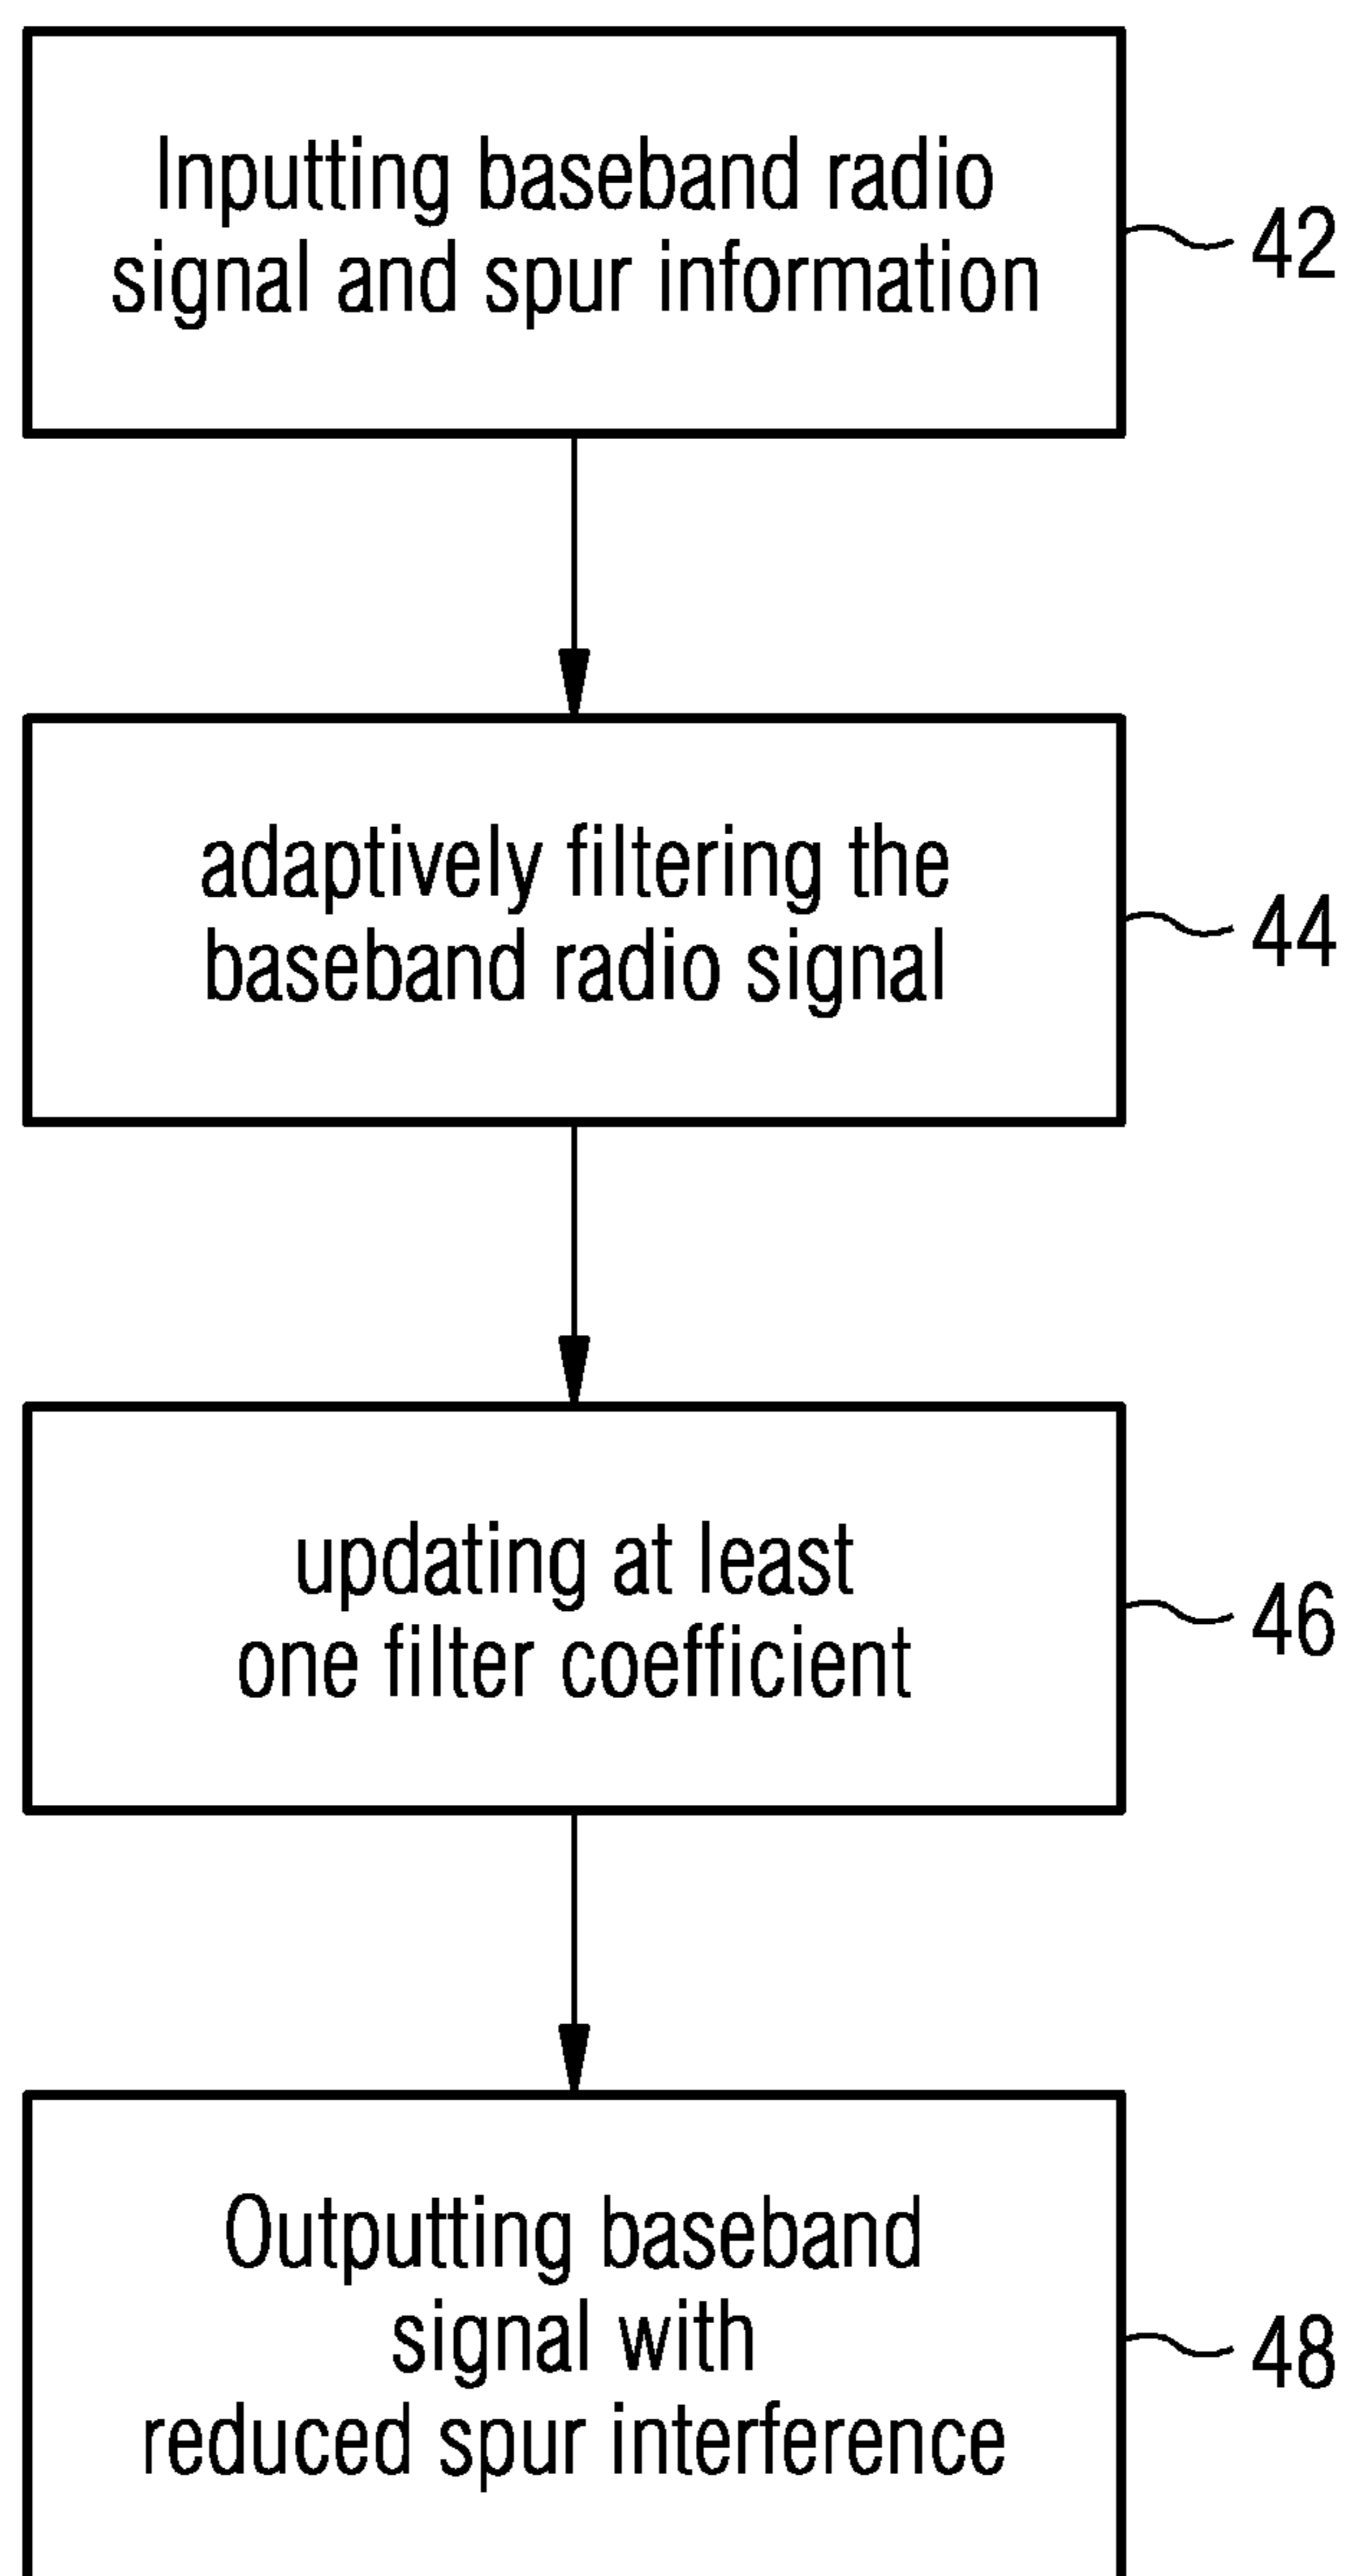 Inputting baseband radio
signal and spur information
42
adaptively filtering the
baseband radio signal
44
updating at least
one filter coefficient
46
Outputting baseband
signal with
reduced spur interference
48